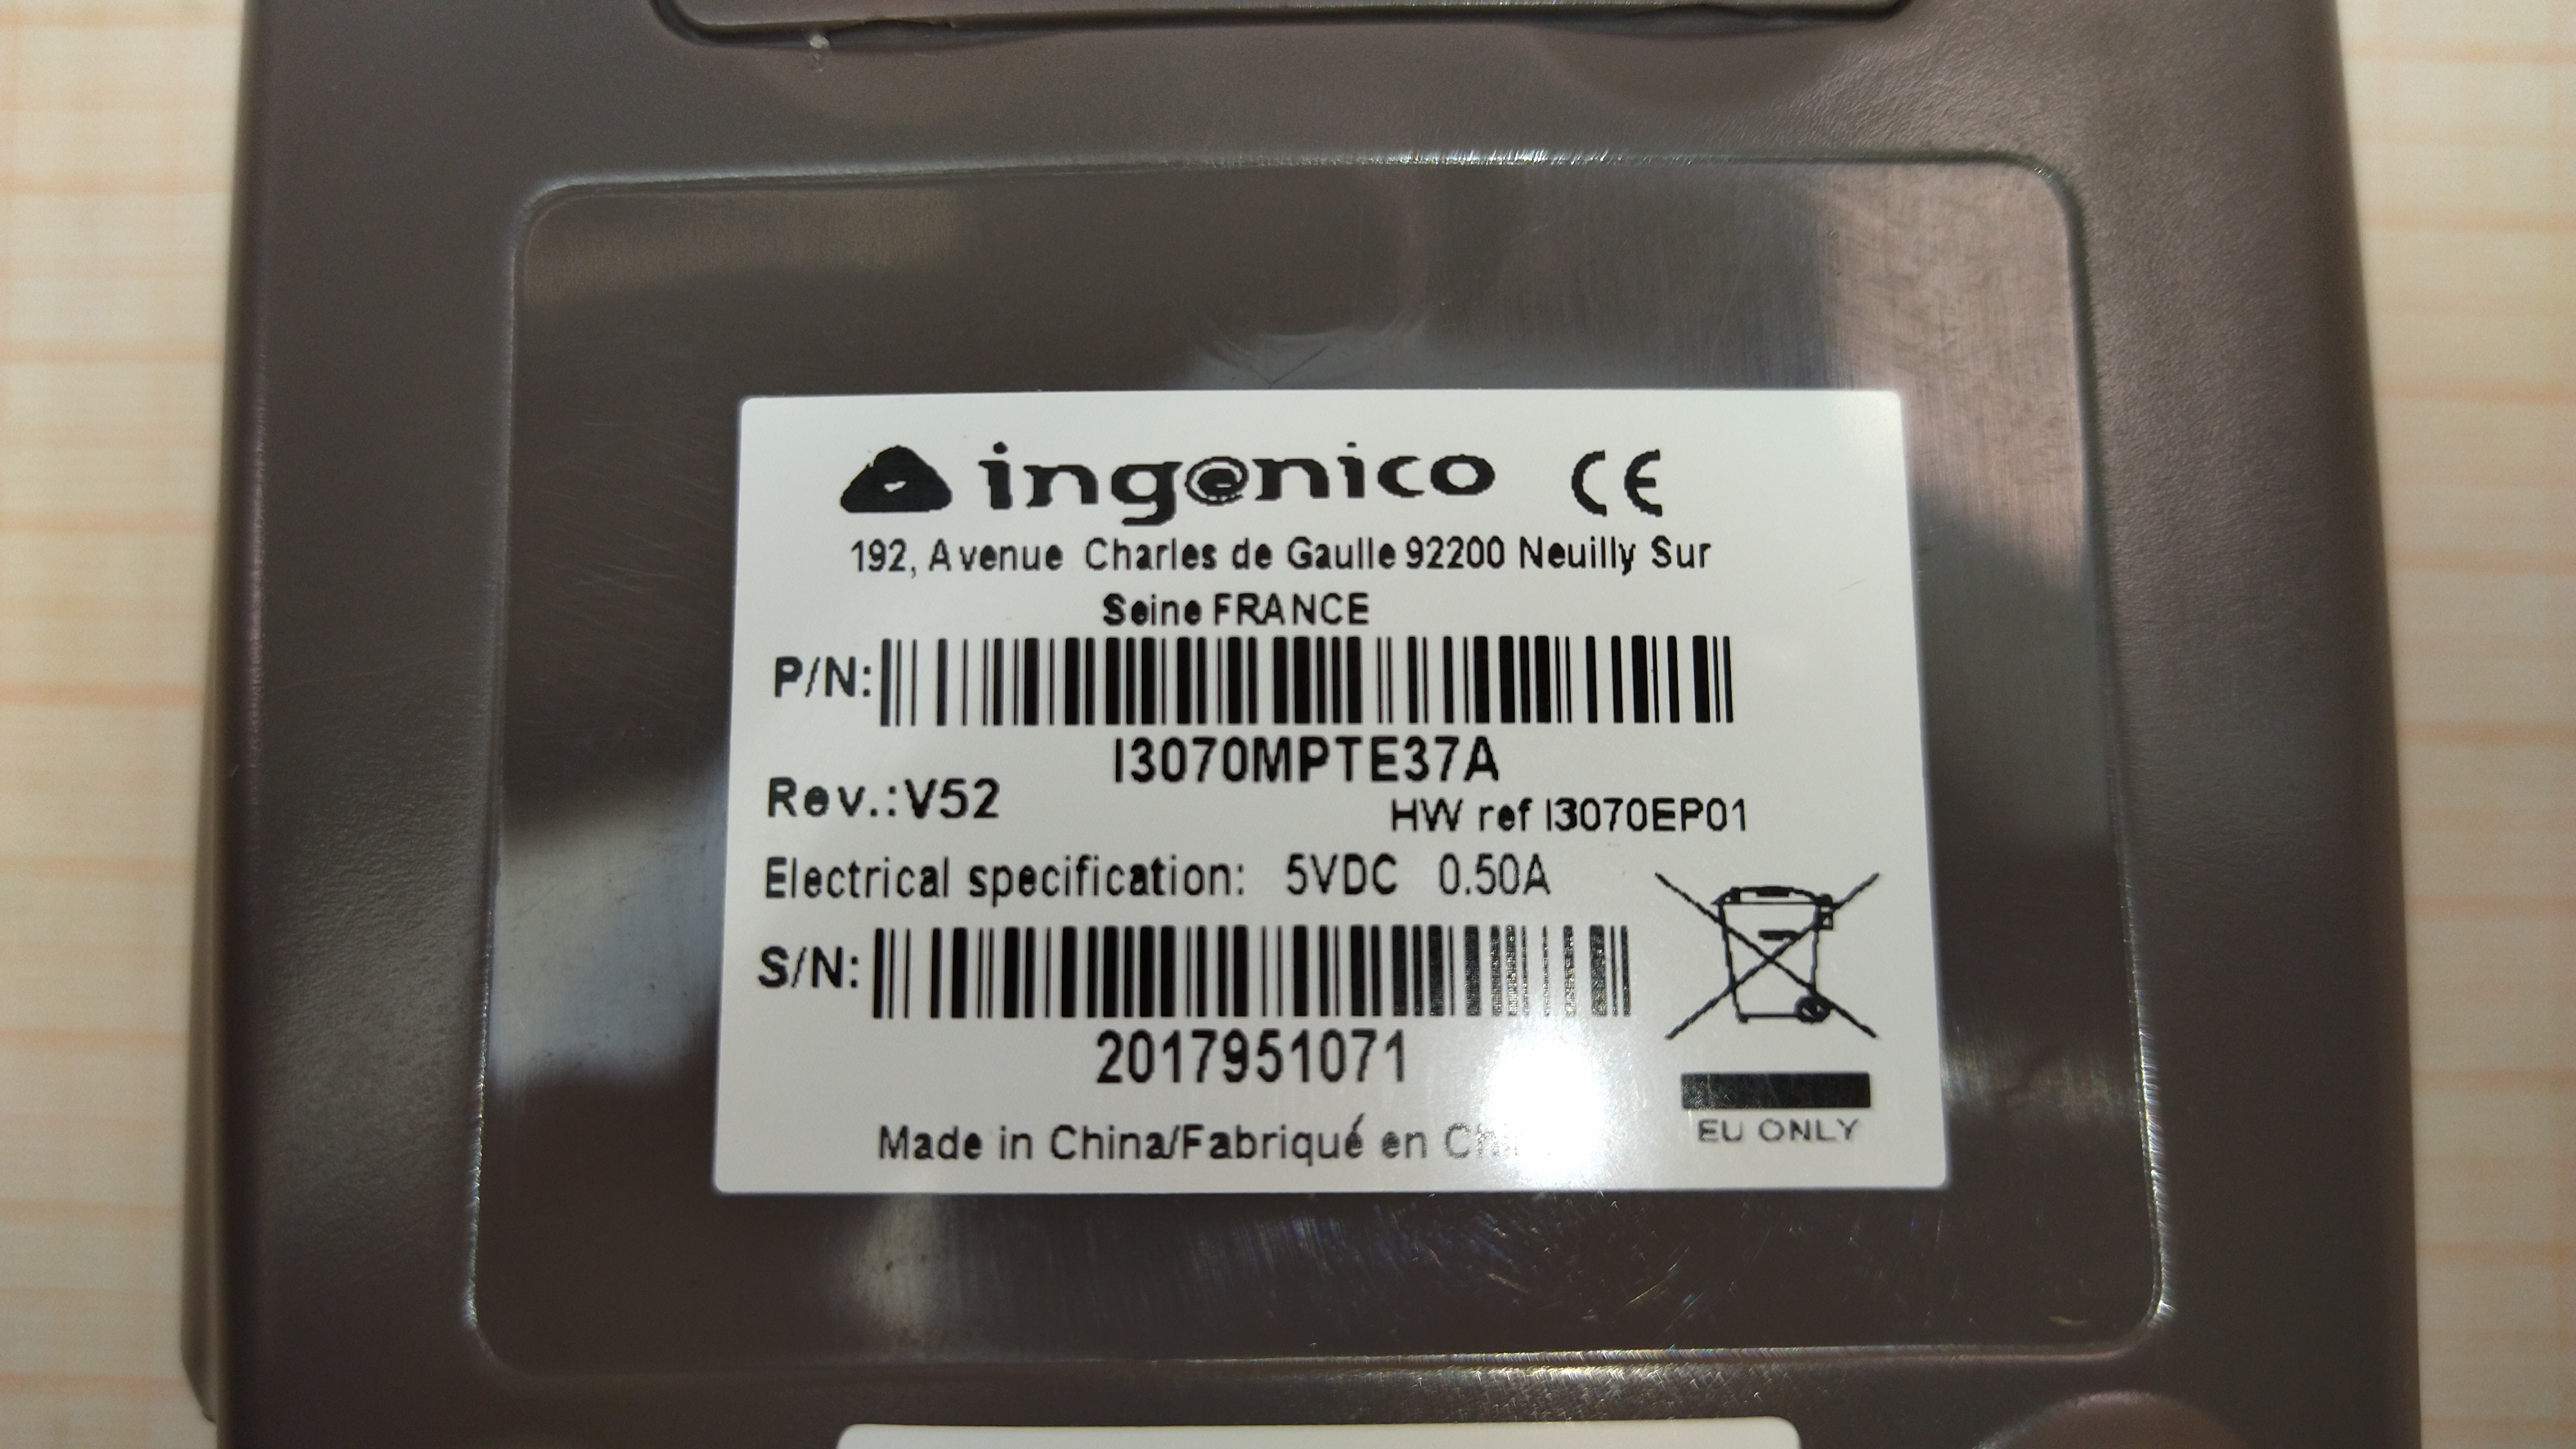 ingenico CE
192, Avenue Charles de Gaulle 92200 Neuilly Sur
Seine FRANCE
P/N:
I3070MPTE37A
Rev.:V52
HW ref I3070EP01
Electrical specification: 5VDC 0.50A
S/N:
2017951071
Made in China/Fabriqué en
EU ONLY